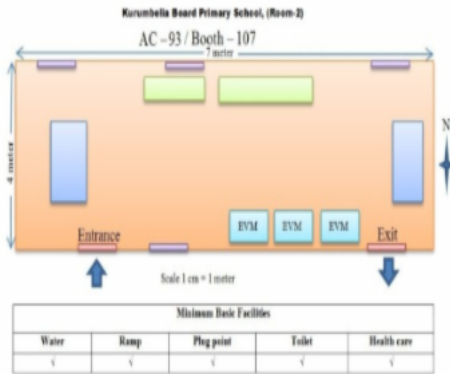 Kurumbelia Board Primary School, (Room-2)
AC –93 / Booth –107
7 meter
4 meter
N
EVM EVM EVM
Entrance Exit
Scale 1 cm = 1 meter
Minimum Basic Facilities
Water Ramp Plug point Toilet Health care
√ √ √ √ √